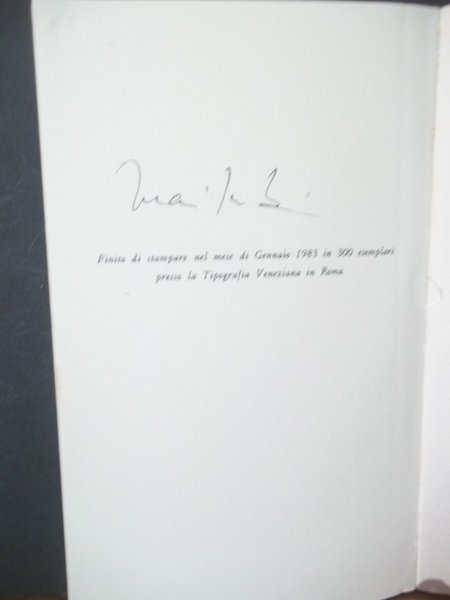 Finito di stampare nel mese di Gennaio 1983 in 300 esemplari
presso la Tipografia Veneziana in Roma.